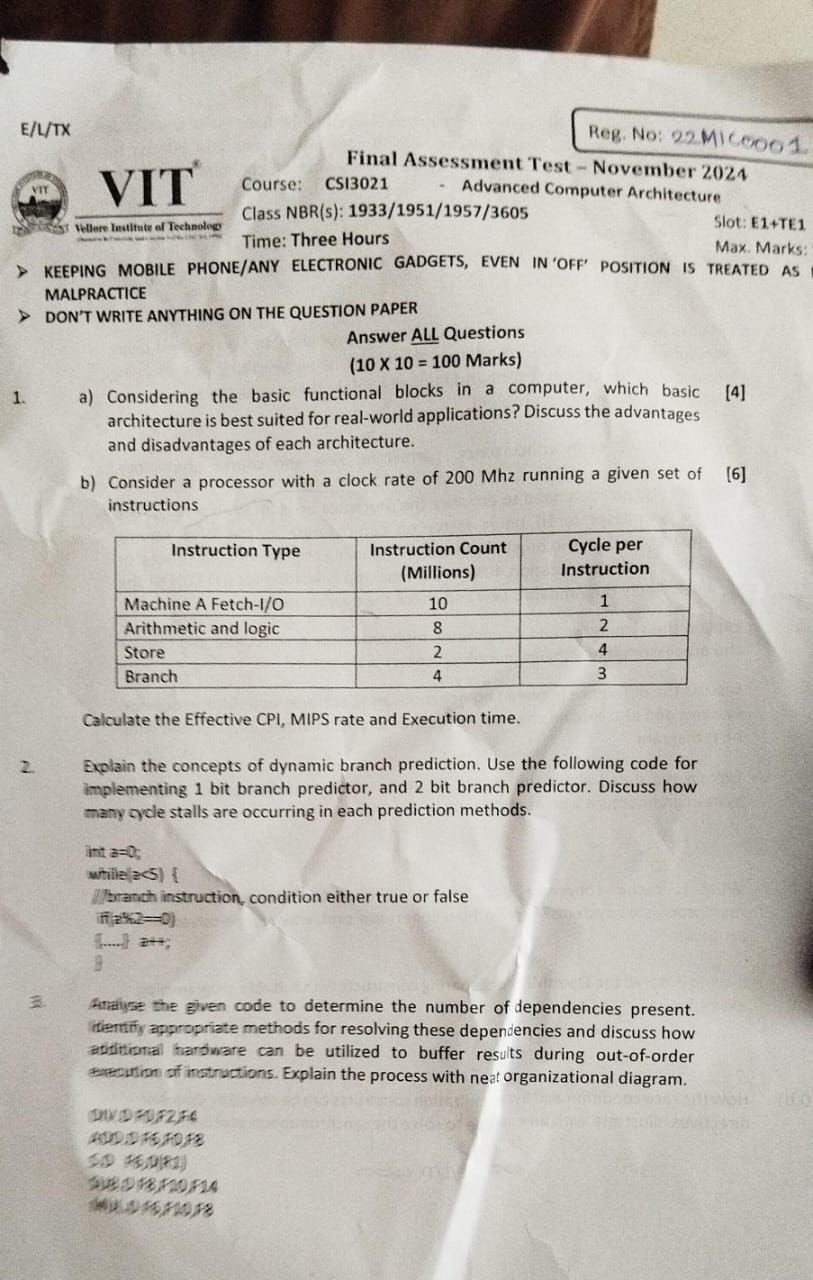 E/L/TX
Reg. No: 22MIC0001
VIT®
VIT
Vellore Institute of Technology
Final Assessment Test – November 2024
Course: CSI3021 - Advanced Computer Architecture
Class NBR(s): 1933/1951/1957/3605
Slot: E1+TE1
Time: Three Hours
Max. Marks:
➤ KEEPING MOBILE PHONE/ANY ELECTRONIC GADGETS, EVEN IN 'OFF' POSITION IS TREATED AS
MALPRACTICE
➤ DON'T WRITE ANYTHING ON THE QUESTION PAPER
Answer ALL Questions
(10 X 10 = 100 Marks)
1. a) Considering the basic functional blocks in a computer, which basic [4]
architecture is best suited for real-world applications? Discuss the advantages
and disadvantages of each architecture.
b) Consider a processor with a clock rate of 200 Mhz running a given set of [6]
instructions
Instruction Type Instruction Count (Millions) Cycle per Instruction
Machine A Fetch-I/O 10 1
Arithmetic and logic 8 2
Store 2 4
Branch 4 3
Calculate the Effective CPI, MIPS rate and Execution time.
2. Explain the concepts of dynamic branch prediction. Use the following code for
implementing 1 bit branch predictor, and 2 bit branch predictor. Discuss how
many cycle stalls are occurring in each prediction methods.
int a=0;
while(a<5) {
//branch instruction, condition either true or false
if(a%2==0)
{.....} a++;
}
3. Analyse the given code to determine the number of dependencies present.
Identify appropriate methods for resolving these dependencies and discuss how
additional hardware can be utilized to buffer results during out-of-order
execution of instructions. Explain the process with neat organizational diagram.
DIV.D F0,F2,F4
ADD.D F6,F0,F8
S.D F6,0(R1)
SUB.D F8,F10,F14
MUL.D F6,F10,F8